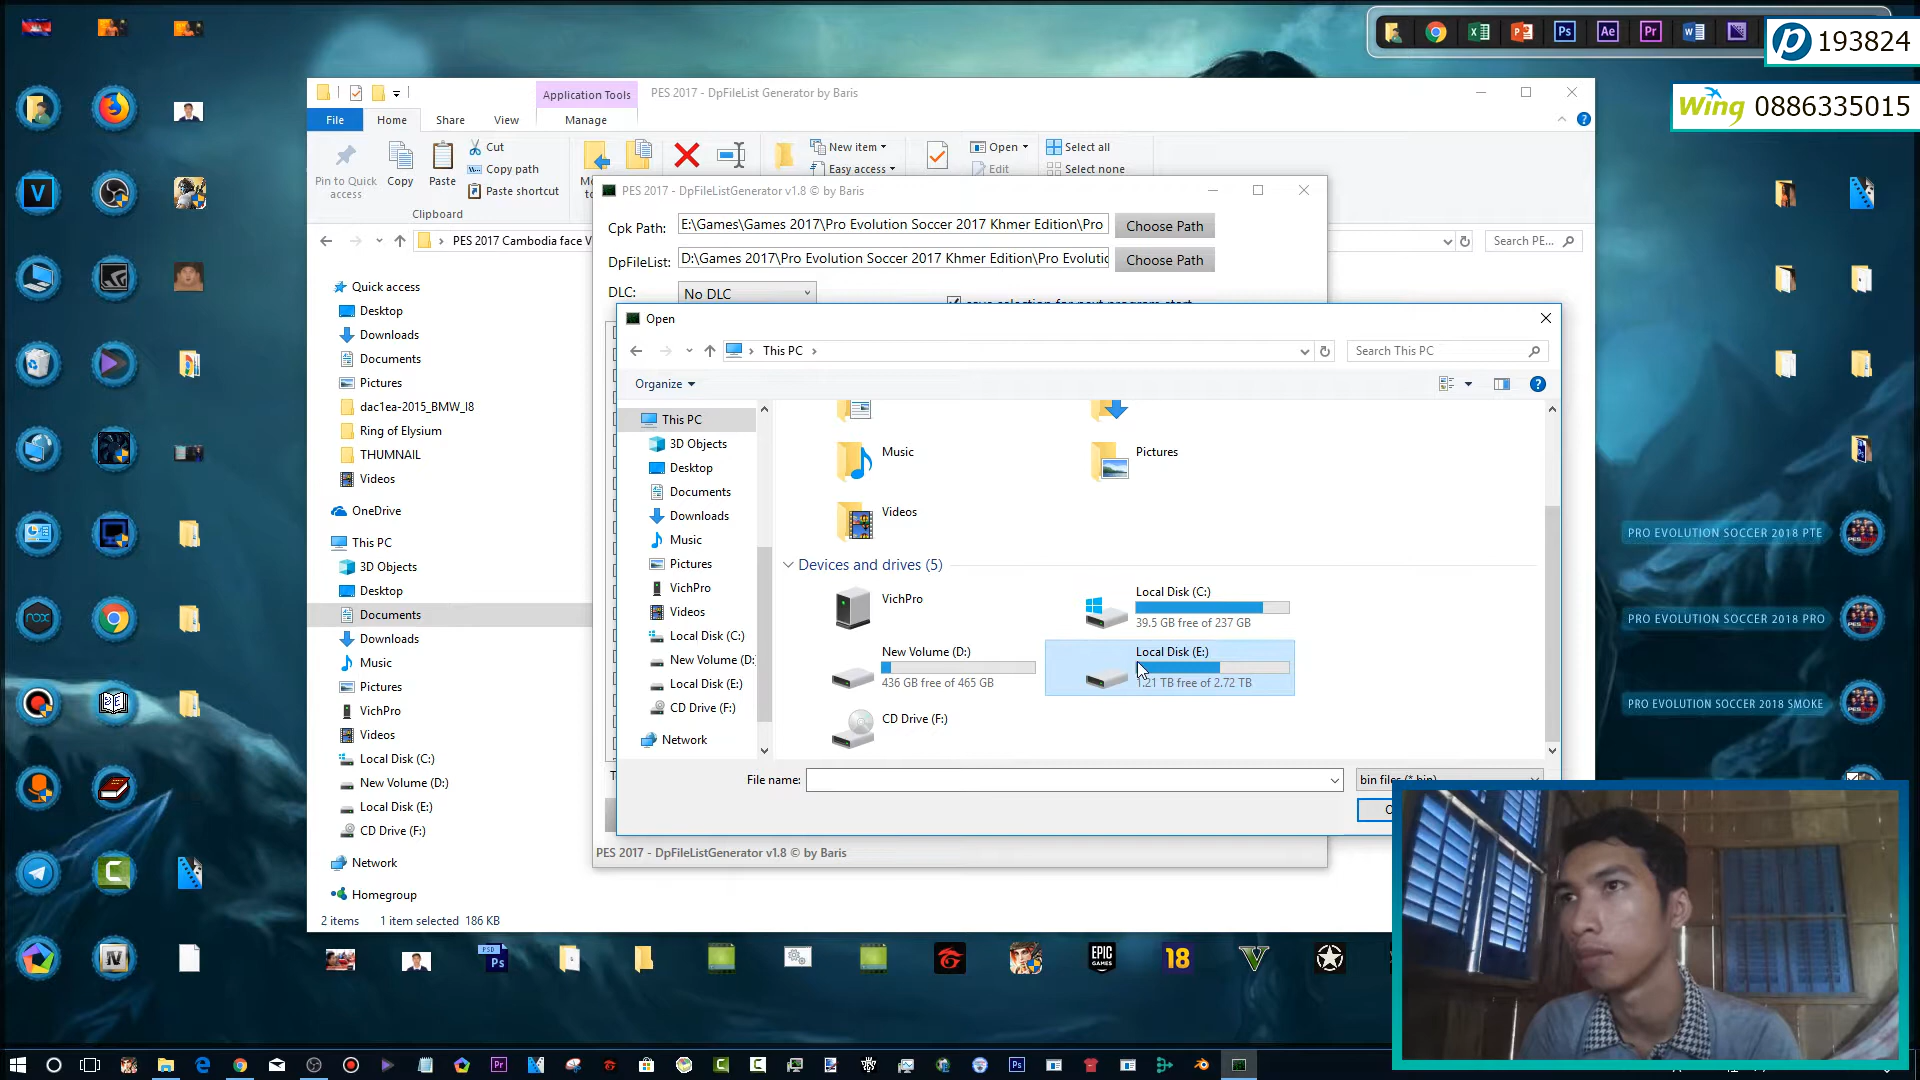 193824
Wing 0886335015
Application Tools
PES 2017 - DpFileList Generator by Baris
File
Home
Share
View
Manage
Pin to Quick access
Copy
Paste
Cut
Copy path
Paste shortcut
Clipboard
New item
Easy access
Open
Edit
Select all
Select none
PES 2017 Cambodia face V
Search PE...
Quick access
Desktop
Downloads
Documents
Pictures
dac1ea-2015_BMW_I8
Ring of Elysium
THUMNAIL
Videos
OneDrive
This PC
3D Objects
Desktop
Documents
Downloads
Music
Pictures
VichPro
Videos
Local Disk (C:)
New Volume (D:)
Local Disk (E:)
CD Drive (F:)
Network
Homegroup
2 items 1 item selected 186 KB
PES 2017 - DpFileListGenerator v1.8 © by Baris
Cpk Path: E:\Games\Games 2017\Pro Evolution Soccer 2017 Khmer Edition\Pro Choose Path
DpFileList: D:\Games 2017\Pro Evolution Soccer 2017 Khmer Edition\Pro Evolutic Choose Path
DLC: No DLC
save selection for next program start
Open
This PC
Search This PC
Organize
This PC
3D Objects
Desktop
Documents
Downloads
Music
Pictures
VichPro
Videos
Local Disk (C:)
New Volume (D:
Local Disk (E:)
CD Drive (F:)
Network
Music
Pictures
Videos
Devices and drives (5)
VichPro
Local Disk (C:)
39.5 GB free of 237 GB
New Volume (D:)
436 GB free of 465 GB
Local Disk (E:)
1.21 TB free of 2.72 TB
CD Drive (F:)
File name:
bin files (*.bin)
PES 2017 - DpFileListGenerator v1.8 © by Baris
PRO EVOLUTION SOCCER 2018 PTE
PRO EVOLUTION SOCCER 2018 PRO
PRO EVOLUTION SOCCER 2018 SMOKE
EPIC GAMES
18